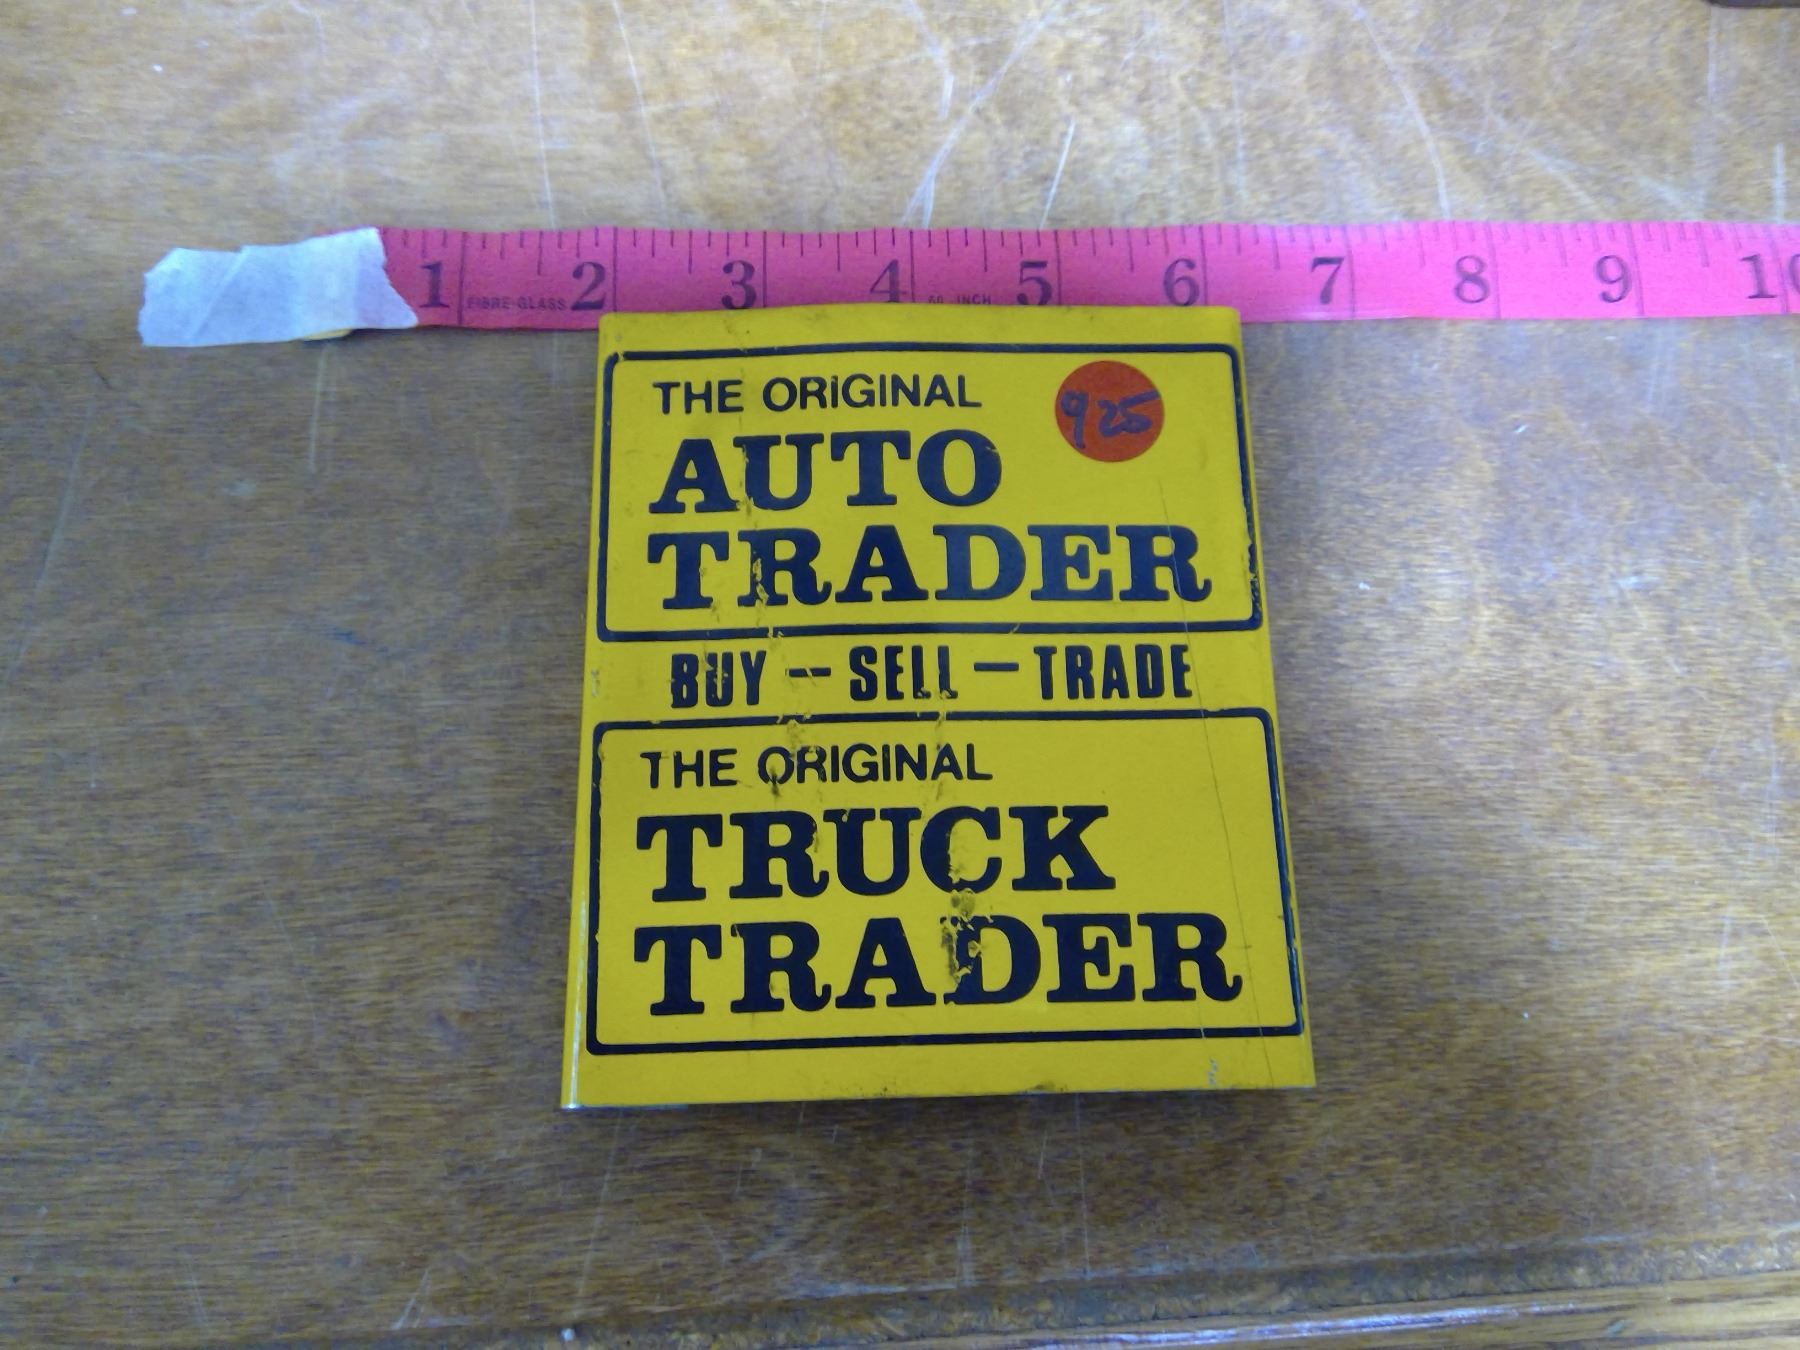 1 2 3 4 5 6 7 8 9 10
FIBRE-GLASS 60 INCH
THE ORIGINAL
925
AUTO
TRADER
BUY - SELL - TRADE
THE ORIGINAL
TRUCK
TRADER